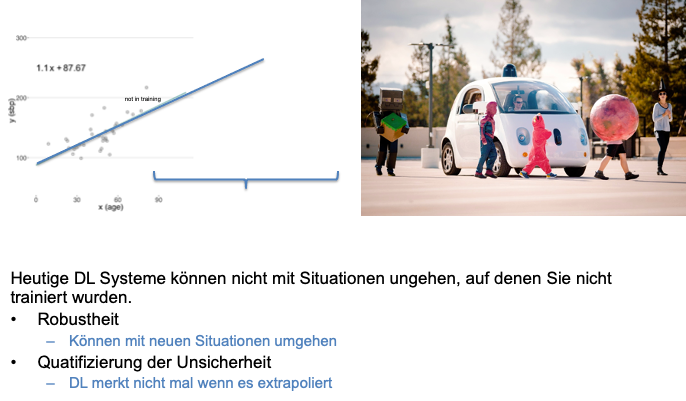 300
1.1x + 87.67
not in training
200
y (sbp)
100
0 30 60 90
x (age)
Heutige DL Systeme können nicht mit Situationen ungehen, auf denen Sie nicht
trainiert wurden.
• Robustheit
– Können mit neuen Situationen umgehen
• Quatifizierung der Unsicherheit
– DL merkt nicht mal wenn es extrapoliert